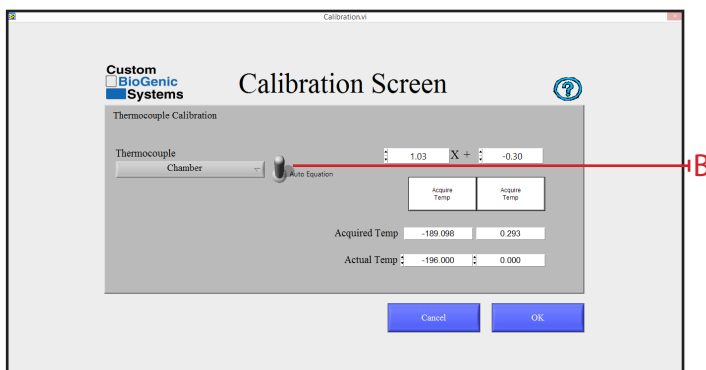 Calibration.vi
x
Custom
BioGenic
Systems
Calibration Screen
?
Thermocouple Calibration
Thermocouple
Chamber
Auto Equation
1.03 X + -0.30
Acquire
Temp
Acquire
Temp
Acquired Temp -189.098 0.293
Actual Temp -196.000 0.000
Cancel OK
B